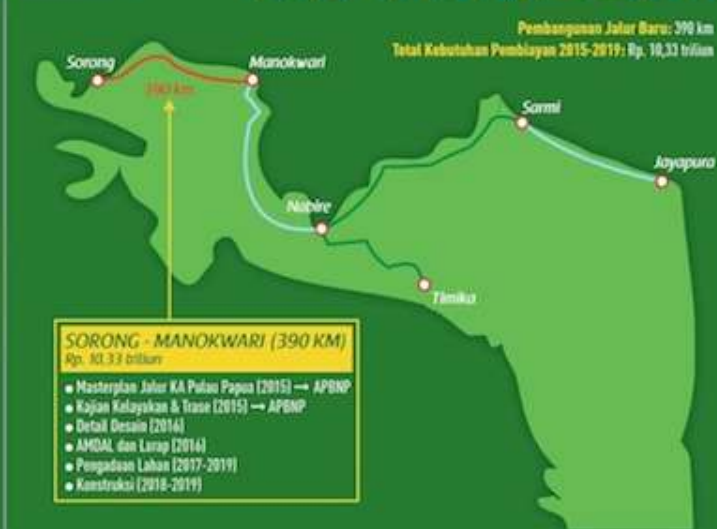 Pembangunan Jalur Baru: 390 km
Total Kebutuhan Pembiayan 2015-2019: Rp. 10,33 triliun
Sorong
Manokwari
390 km
Sarmi
Jayapura
Nabire
Timika
SORONG - MANOKWARI (390 KM)
Rp. 10.33 triliun
• Masterplan Jalur KA Pulau Papua (2015) → APBNP
• Kajian Kelayakan & Trase (2015) → APBNP
• Detail Desain (2016)
• AMDAL dan Larap (2016)
• Pengadaan Lahan (2017-2019)
• Konstruksi (2018-2019)